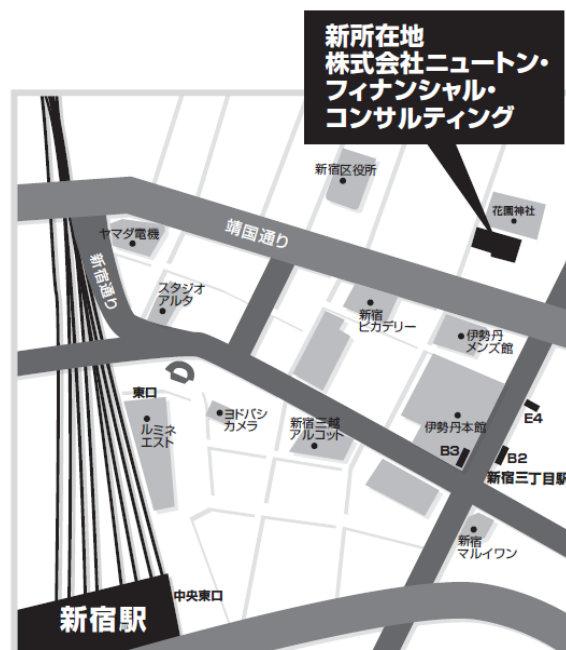 新所在地
株式会社ニュートン・
フィナンシャル・
コンサルティング
新宿区役所
花園神社
ヤマダ電機
靖国通り
新宿通り
スタジオ
アルタ
新宿
ピカデリー
伊勢丹
メンズ館
東口
ルミネ
エスト
ヨドバシ
カメラ
新宿三越
アルコット
伊勢丹本館
E4
B3
B2
新宿三丁目駅
新宿
マルイワン
中央東口
新宿駅